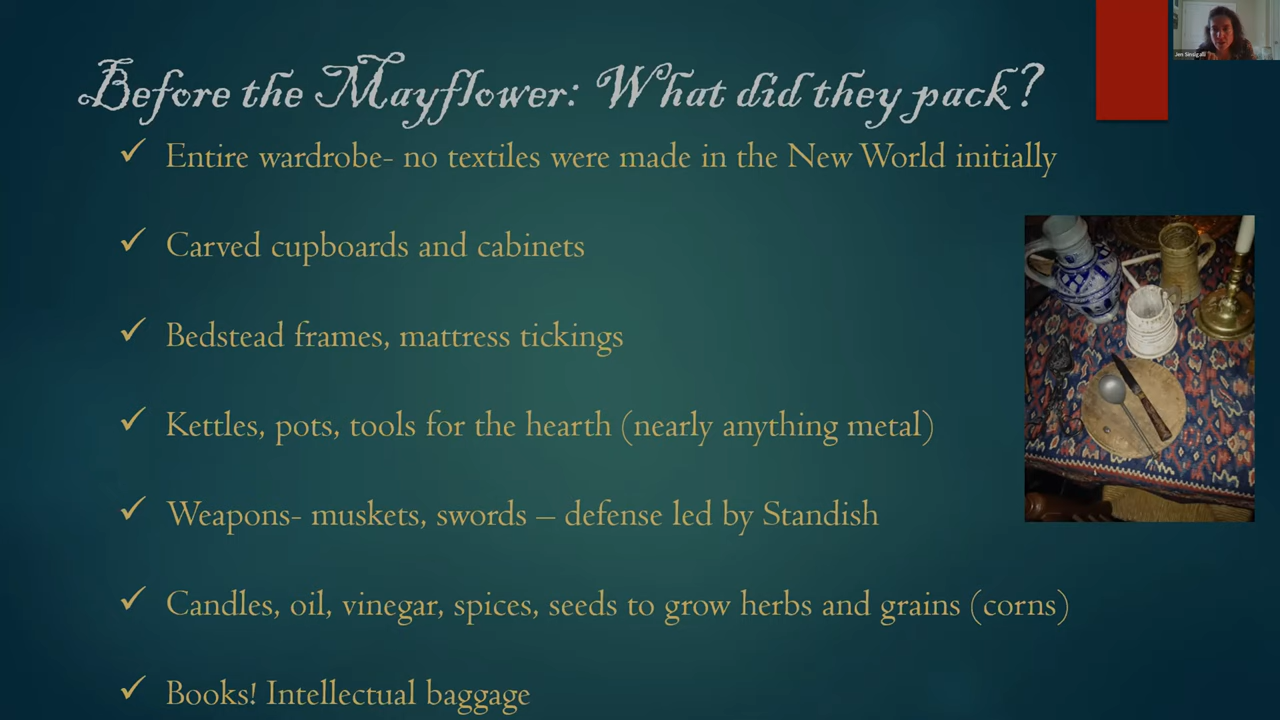 Before the Mayflower: What did they pack?
✓ Entire wardrobe- no textiles were made in the New World initially
✓ Carved cupboards and cabinets
✓ Bedstead frames, mattress tickings
✓ Kettles, pots, tools for the hearth (nearly anything metal)
✓ Weapons- muskets, swords – defense led by Standish
✓ Candles, oil, vinegar, spices, seeds to grow herbs and grains (corns)
✓ Books! Intellectual baggage